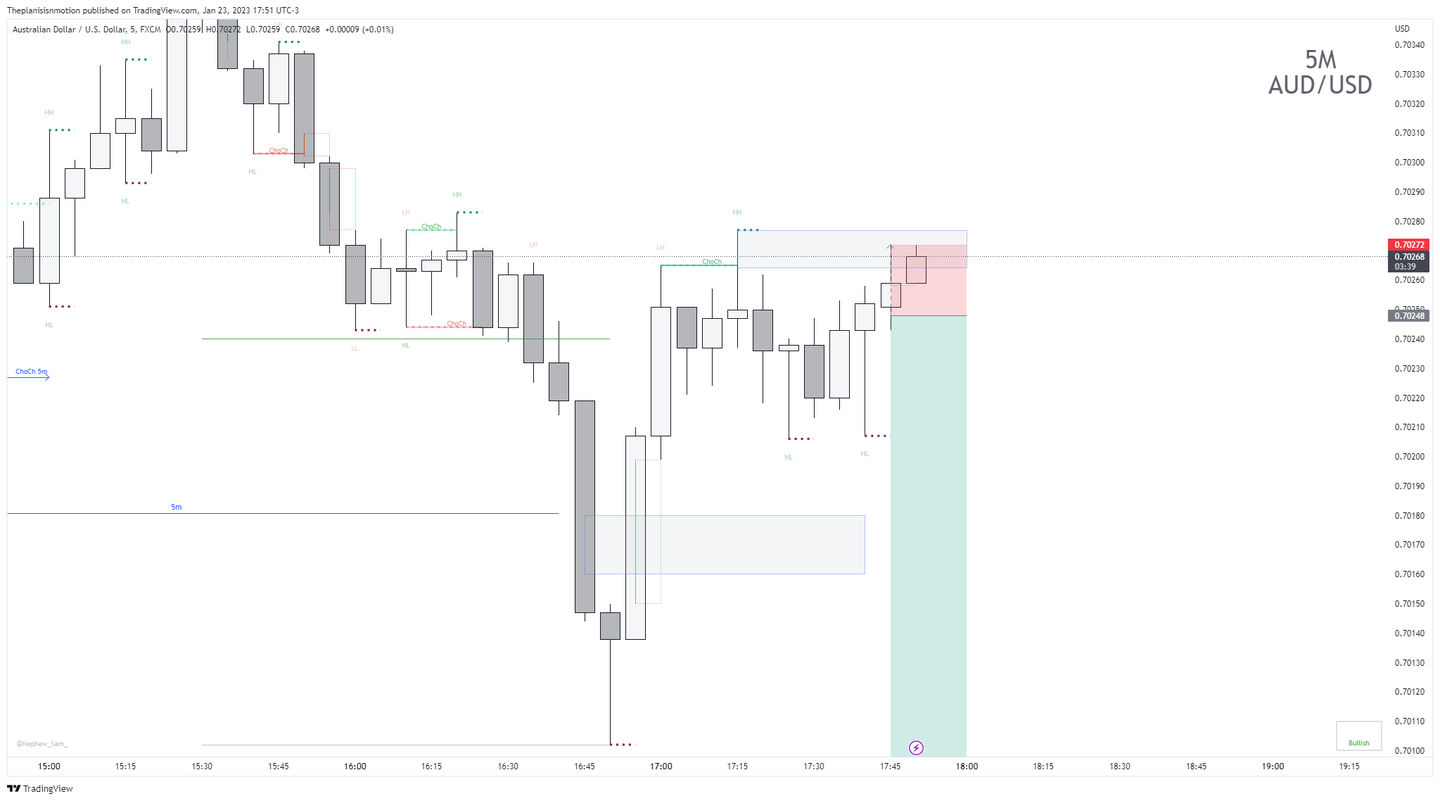 Theplanisinmotion published on TradingView.com, Jan 23, 2023 17:51 UTC-3
Australian Dollar / U.S. Dollar, 5, FXCM O0.70259 H0.70272 L0.70259 C0.70268 +0.00009 (+0.01%)
USD
5M
AUD/USD
0.70340
0.70330
0.70320
0.70310
0.70300
0.70290
0.70280
0.70272
0.70268
03:39
0.70260
0.70248
0.70240
0.70230
0.70220
0.70210
0.70200
0.70190
0.70180
0.70170
0.70160
0.70150
0.70140
0.70130
0.70120
0.70110
0.70100
HH
HH
HL
HL
ChoCh
HL
LH
ChoCh
HH
LH
ChoCh
LL
HL
LH
ChoCh
HH
HL
HL
ChoCh 5m
5m
@Nephew_Sam_
Bullish
15:00 15:15 15:30 15:45 16:00 16:15 16:30 16:45 17:00 17:15 17:30 17:45 18:00 18:15 18:30 18:45 19:00 19:15
TradingView